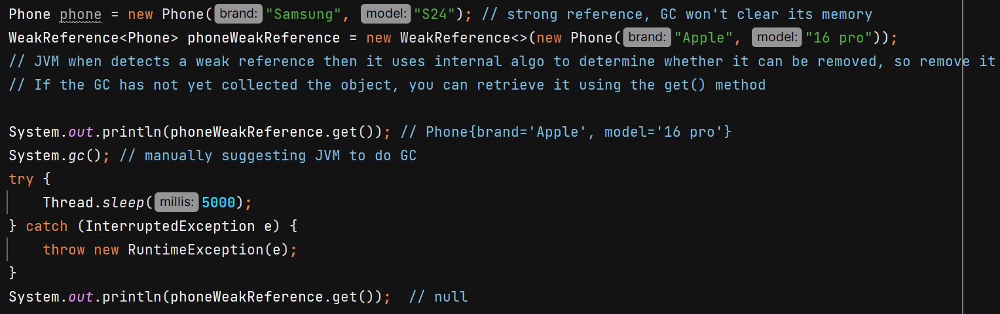 Phone phone = new Phone( brand: "Samsung", model: "S24"); // strong reference, GC won't clear its memory
WeakReference<Phone> phoneWeakReference = new WeakReference<>(new Phone( brand: "Apple", model: "16 pro"));
// JVM when detects a weak reference then it uses internal algo to determine whether it can be removed, so remove it
// If the GC has not yet collected the object, you can retrieve it using the get() method
System.out.println(phoneWeakReference.get()); // Phone{brand='Apple', model='16 pro'}
System.gc(); // manually suggesting JVM to do GC
try {
    Thread.sleep( millis: 5000);
} catch (InterruptedException e) {
    throw new RuntimeException(e);
}
System.out.println(phoneWeakReference.get());  // null